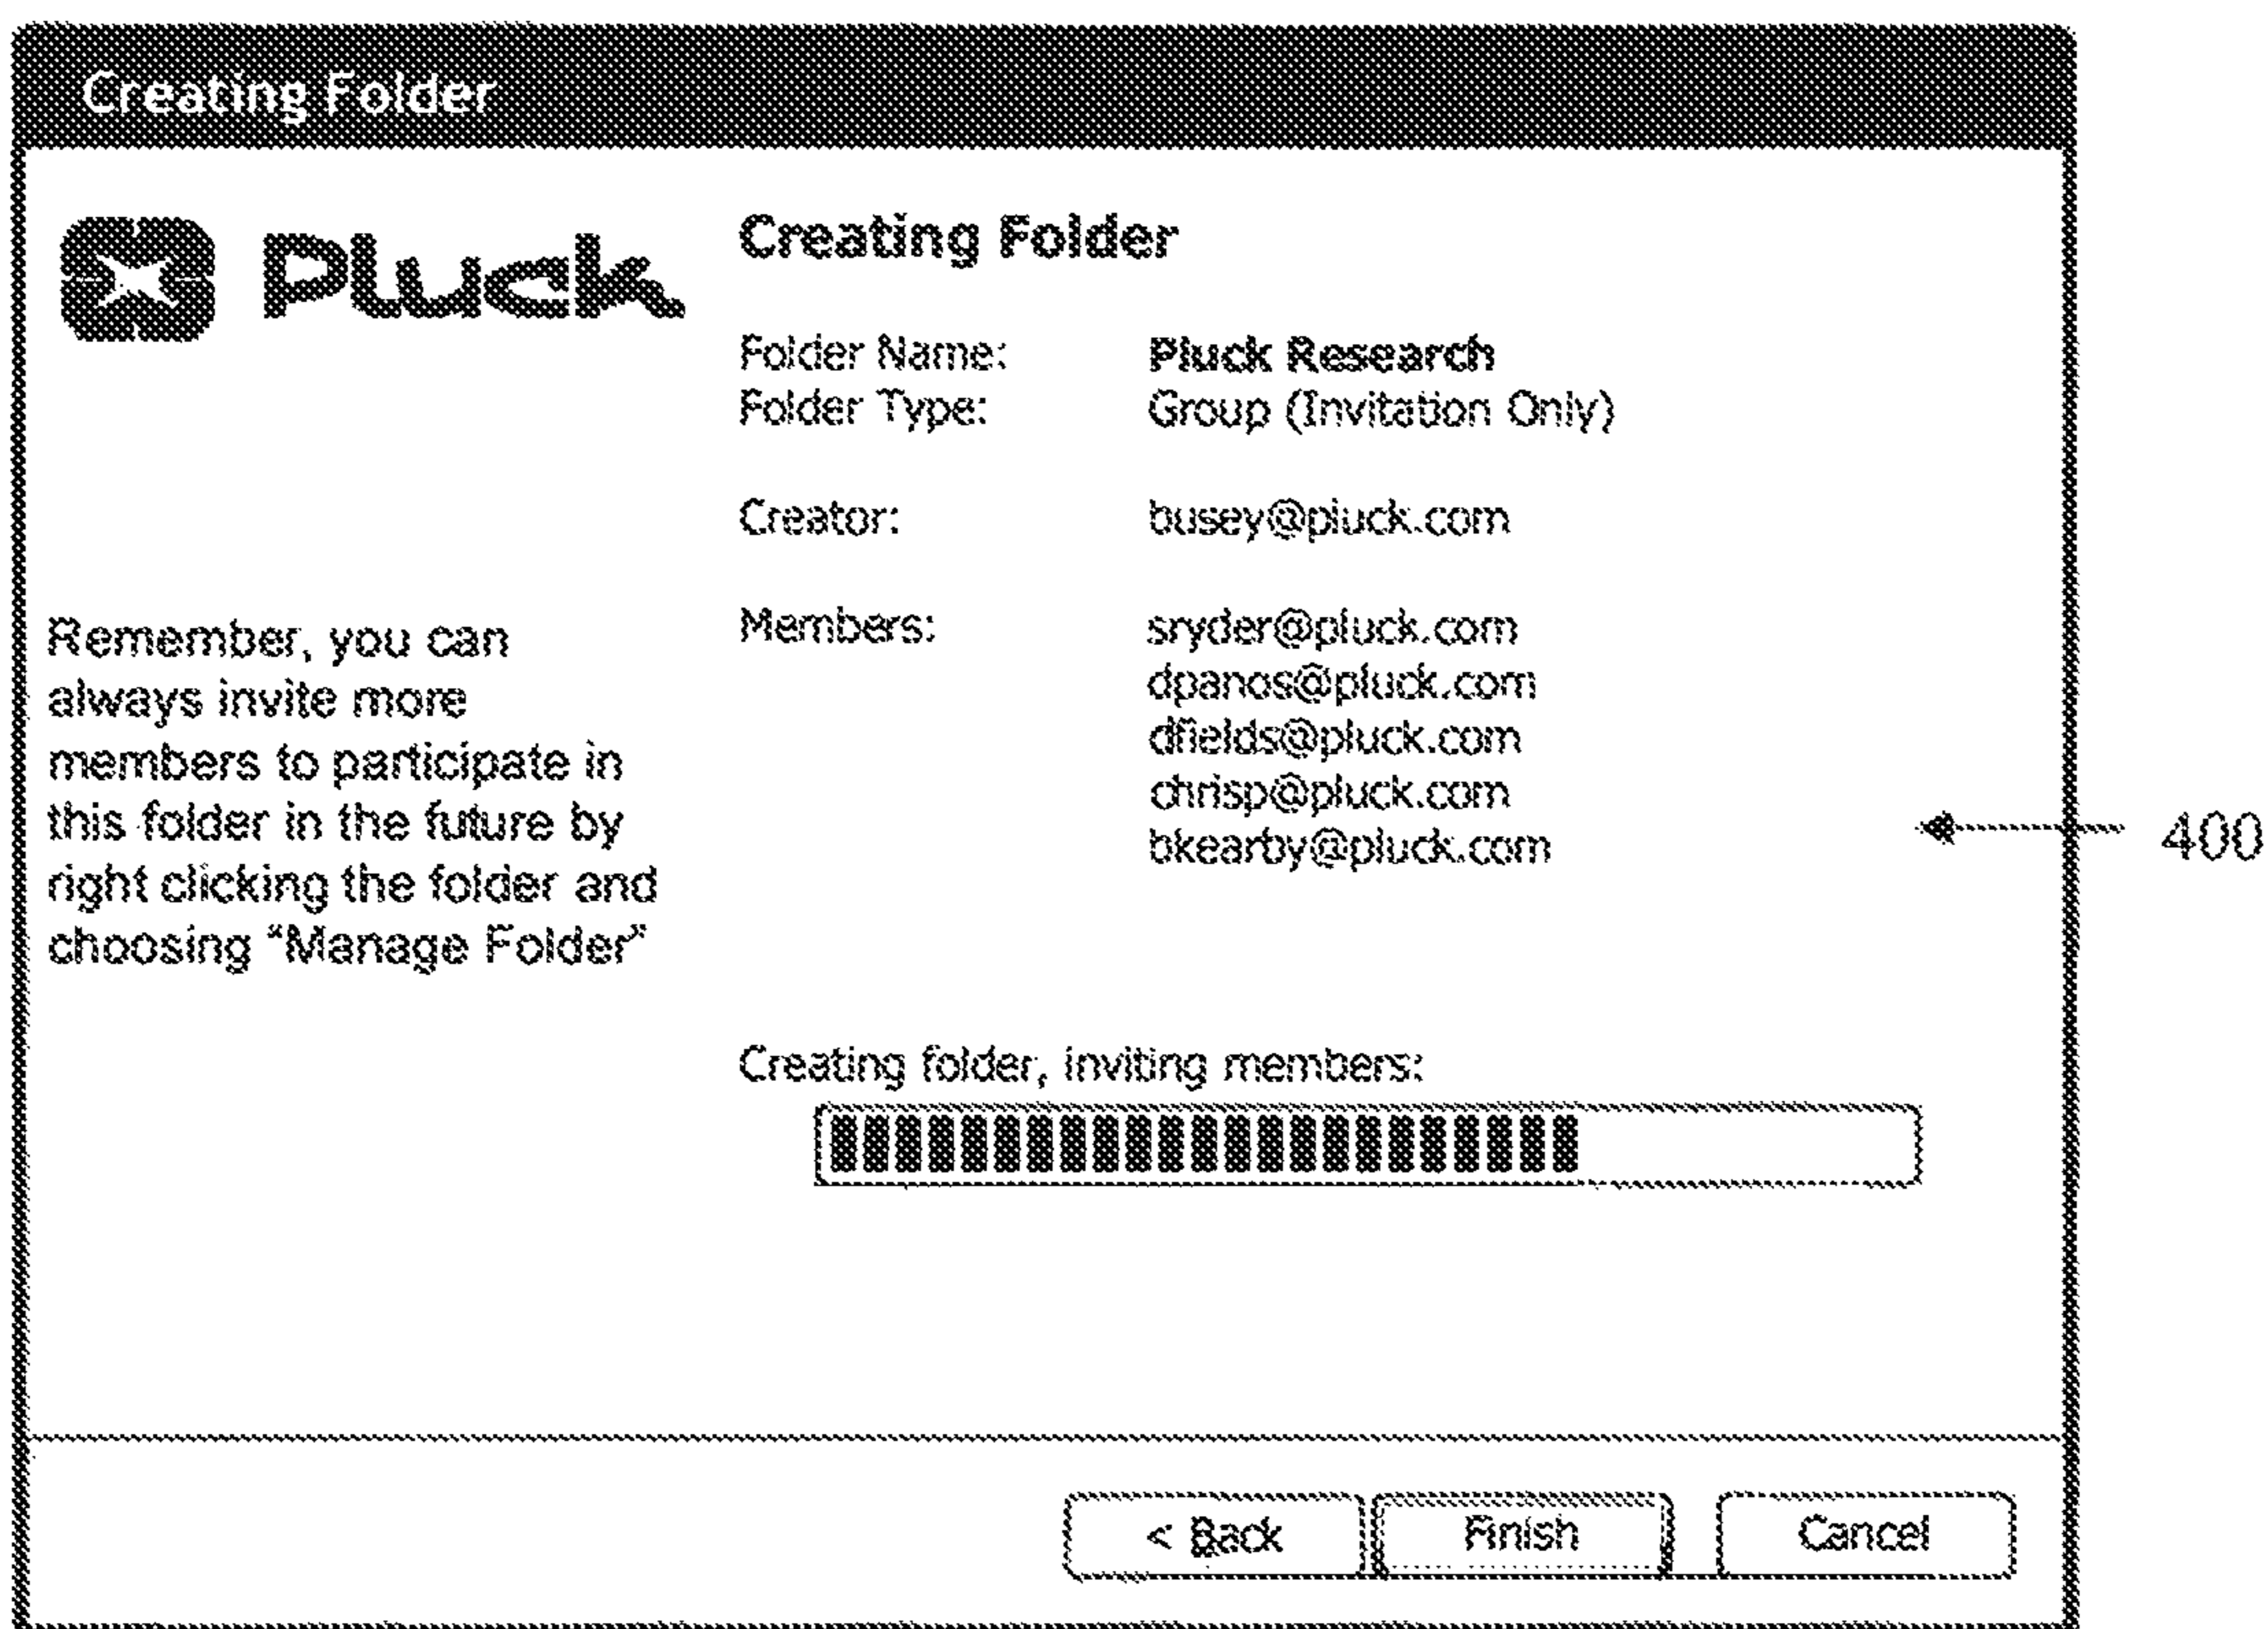 Creating Folder
Pluck
Creating Folder
Folder Name: Pluck Research
Folder Type: Group (Invitation Only)
Creator: busey@pluck.com
Members: sryder@pluck.com
dpanos@pluck.com
dfields@pluck.com
chrisp@pluck.com
bkearby@pluck.com
Remember, you can
always invite more
members to participate in
this folder in the future by
right clicking the folder and
choosing “Manage Folder”
400
Creating folder, inviting members:
< Back
Finish
Cancel